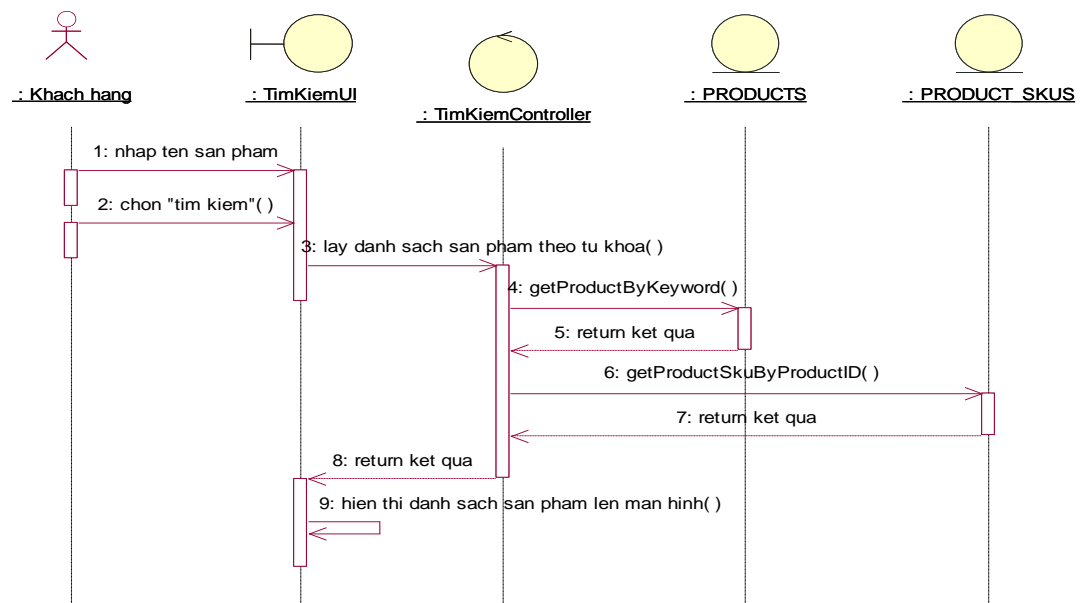 : Khach hang
: TimKiemUI
: TimKiemController
: PRODUCTS
: PRODUCT_SKUS
1: nhap ten san pham
2: chon "tim kiem"( )
3: lay danh sach san pham theo tu khoa( )
4: getProductByKeyword( )
5: return ket qua
6: getProductSkuByProductID( )
7: return ket qua
8: return ket qua
9: hien thi danh sach san pham len man hinh( )